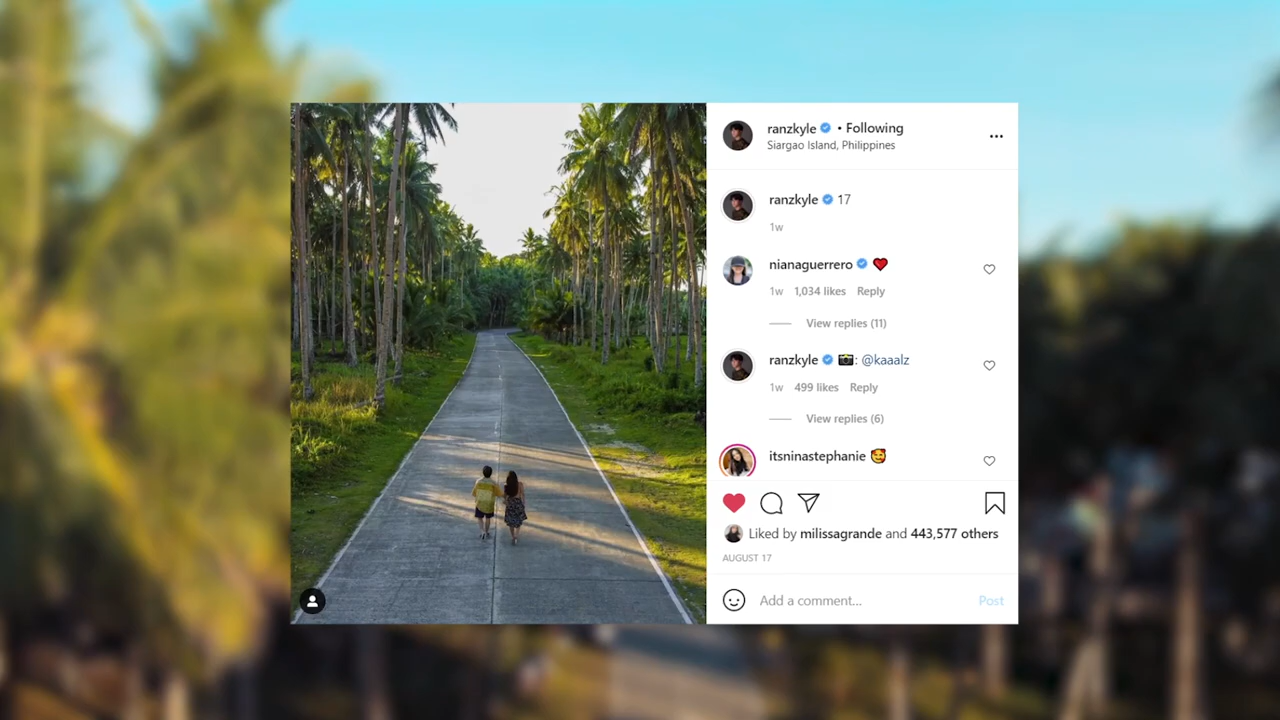 ranzkyle • Following
Siargao Island, Philippines
ranzkyle 17
1w
nianaguerrero ❤️
1w 1,034 likes Reply
View replies (11)
ranzkyle 📸: @kaaalz
1w 499 likes Reply
View replies (6)
itsninastephanie 🥰
Liked by milissagrande and 443,577 others
AUGUST 17
Add a comment... Post